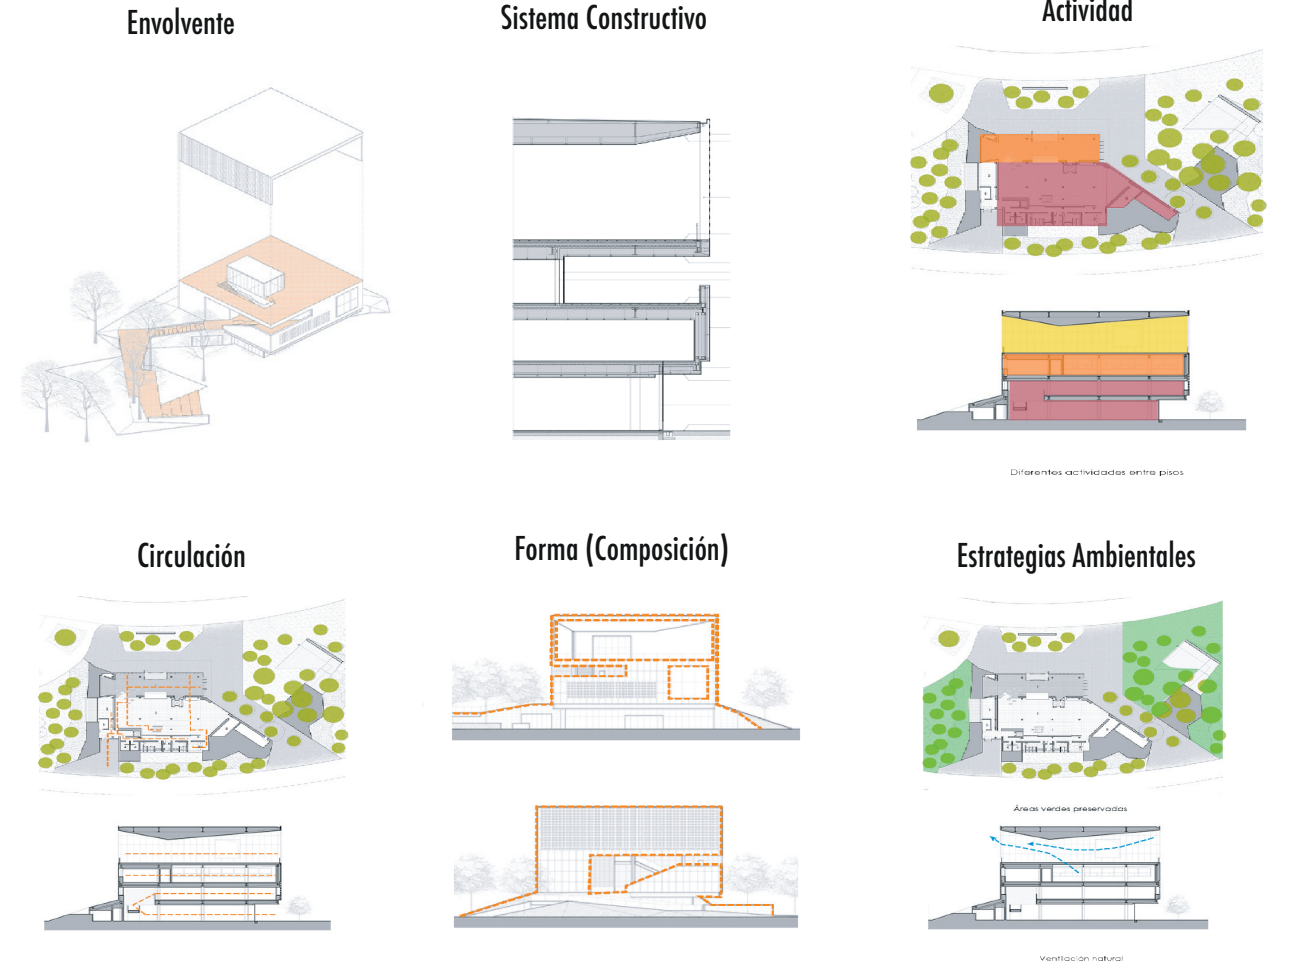 Envolvente
Sistema Constructivo
Actividad
Diferentes actividades entre pisos
Circulación
Forma (Composición)
Estrategias Ambientales
Áreas verdes preservadas
Ventilación natural